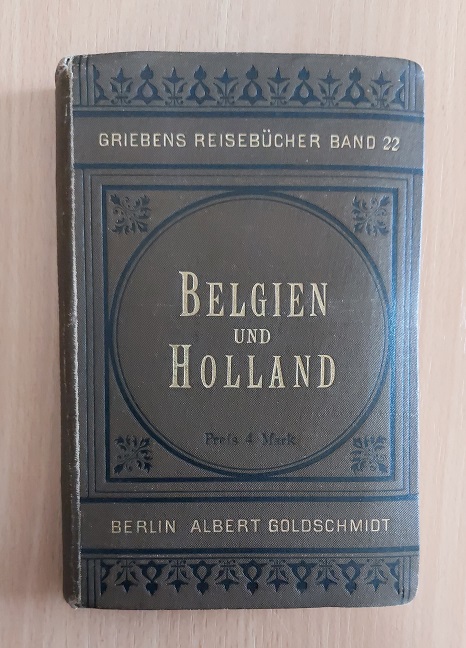 GRIEBENS REISEBÜCHER BAND 22
BELGIEN
UND
HOLLAND
Preis 4 Mark
BERLIN ALBERT GOLDSCHMIDT